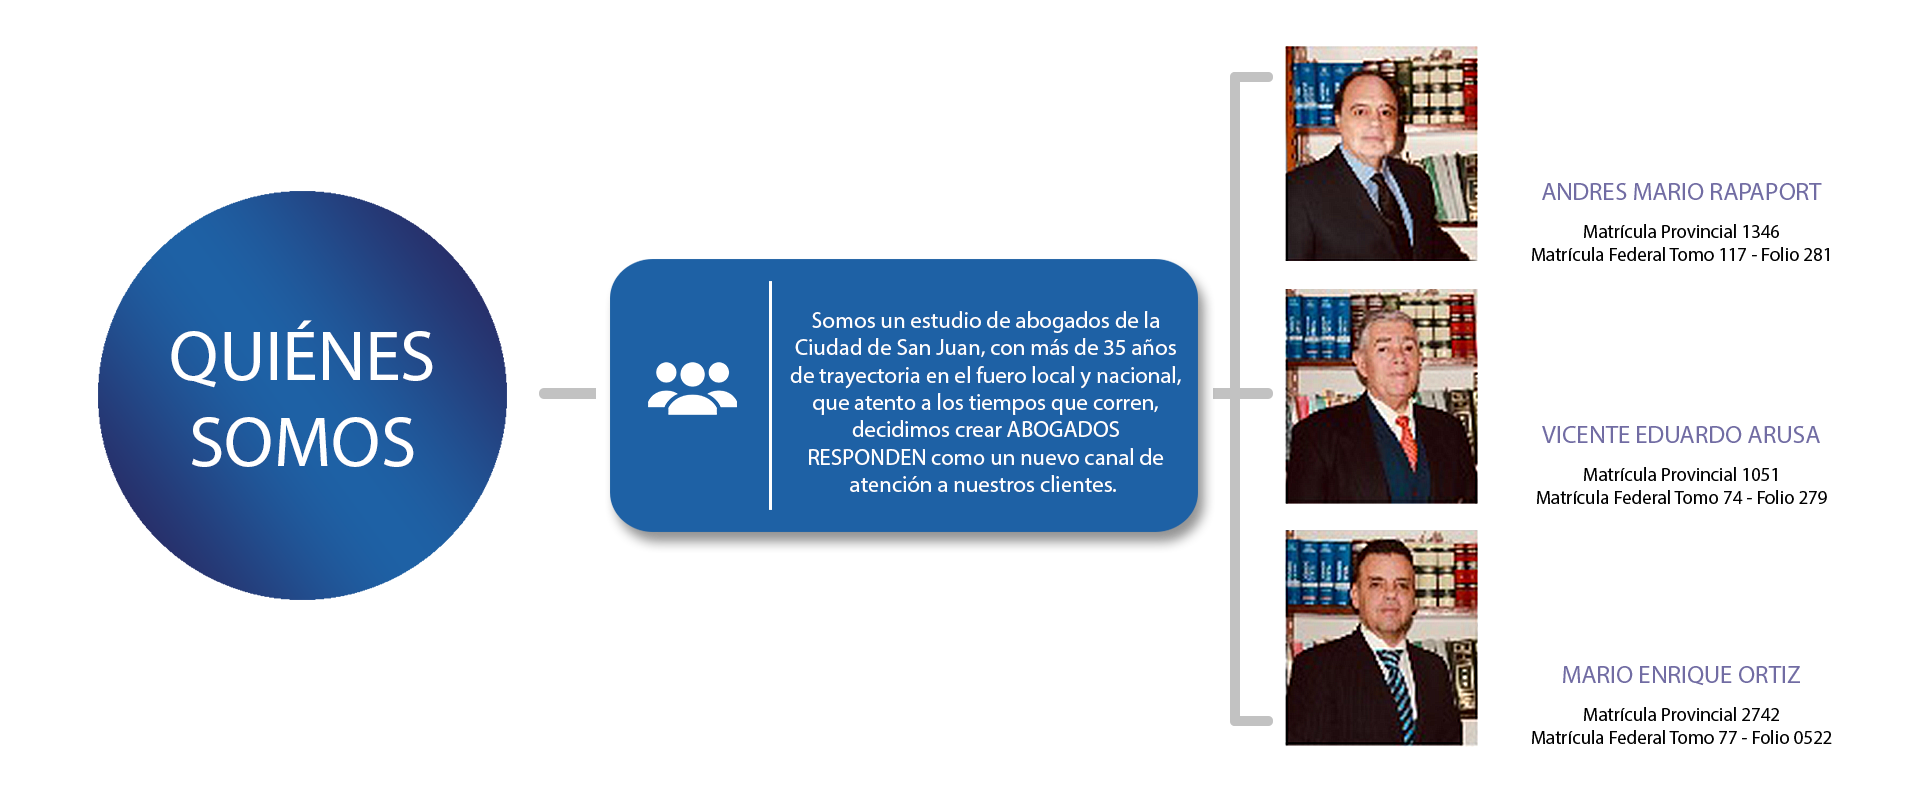 QUIÉNES
SOMOS
Somos un estudio de abogados de la
Ciudad de San Juan, con más de 35 años
de trayectoria en el fuero local y nacional,
que atento a los tiempos que corren,
decidimos crear ABOGADOS
RESPONDEN como un nuevo canal de
atención a nuestros clientes.
ANDRES MARIO RAPAPORT
Matrícula Provincial 1346
Matrícula Federal Tomo 117 - Folio 281
VICENTE EDUARDO ARUSA
Matrícula Provincial 1051
Matrícula Federal Tomo 74 - Folio 279
MARIO ENRIQUE ORTIZ
Matrícula Provincial 2742
Matrícula Federal Tomo 77 - Folio 0522